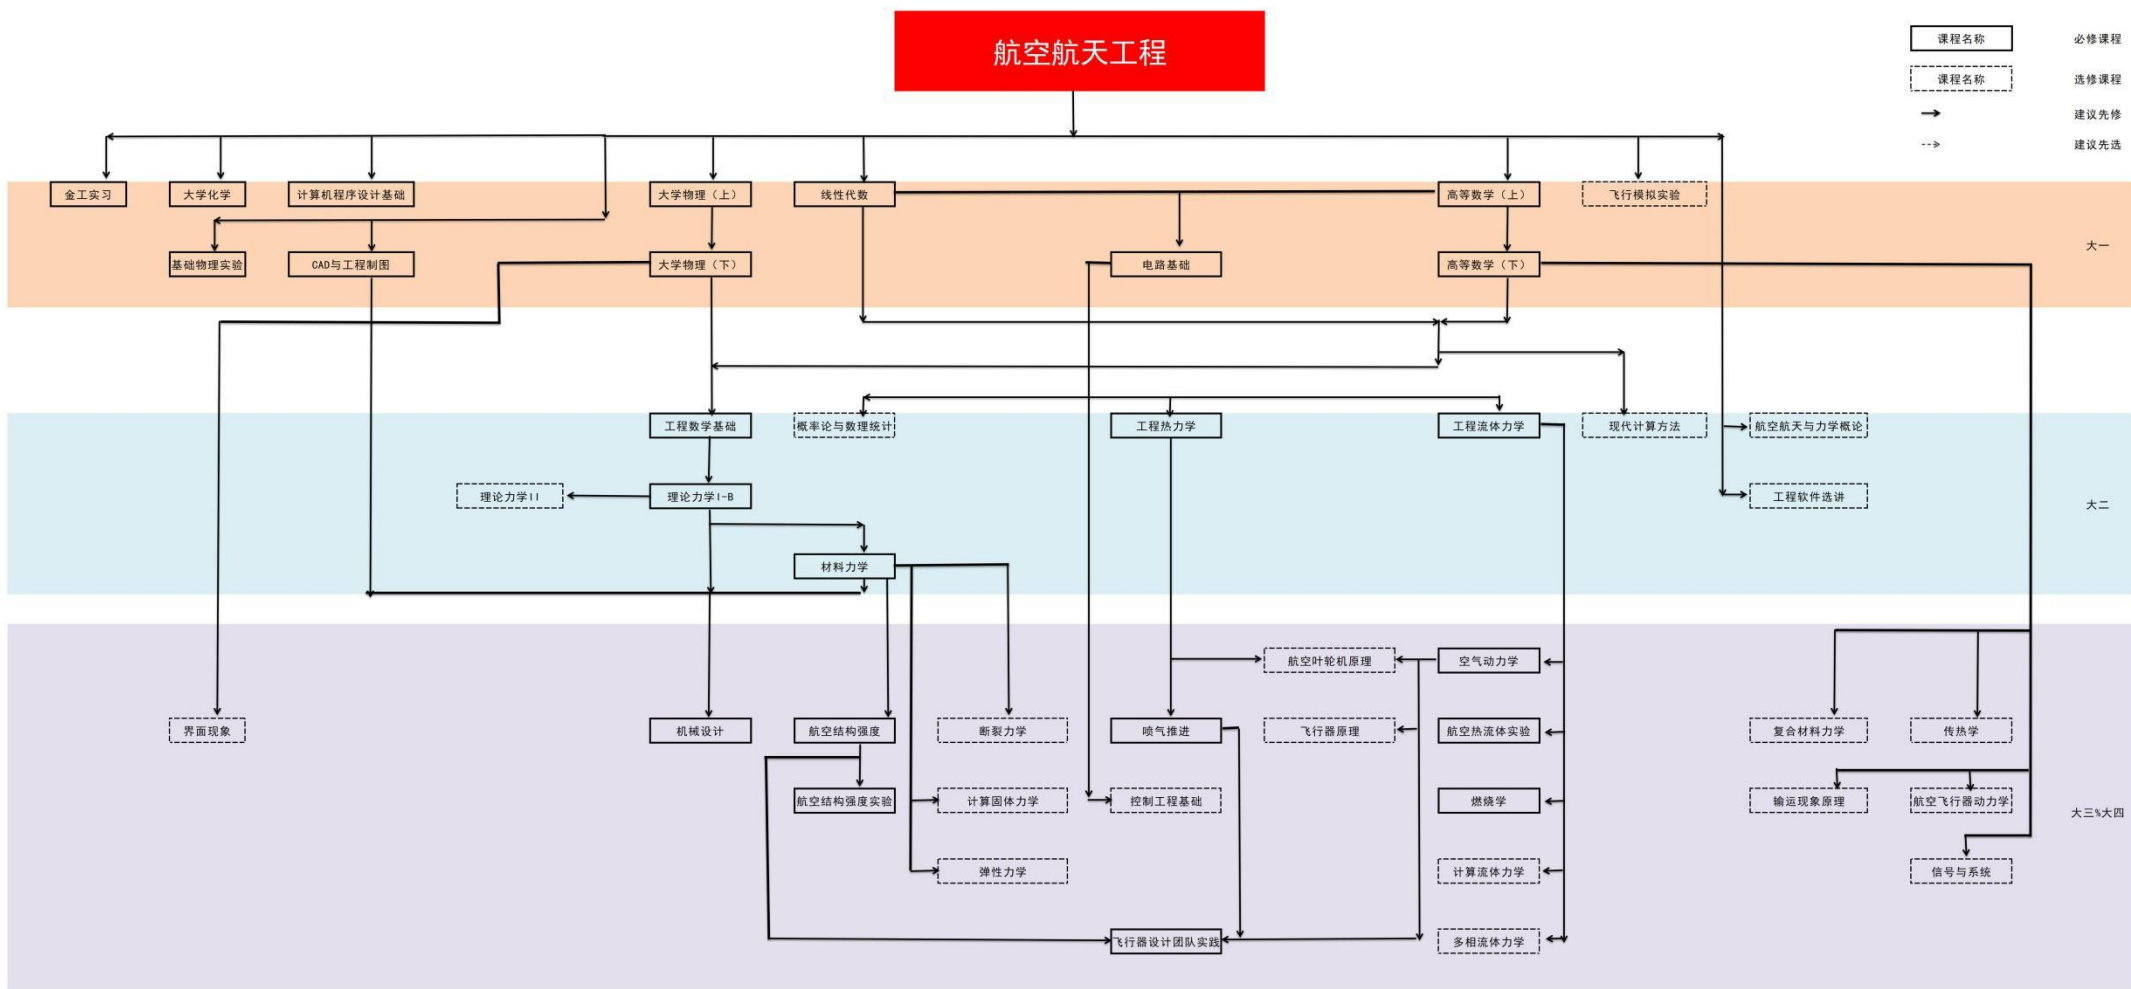 航空航天工程
课程名称 必修课程
课程名称 选修课程
建议先修
建议先选
金工实习 大学化学 计算机程序设计基础 大学物理（上） 线性代数 高等数学（上） 飞行模拟实验
大一
基础物理实验 CAD与工程制图 大学物理（下） 电路基础 高等数学（下）
工程数学基础 概率论与数理统计 工程热力学 工程流体力学 现代计算方法 航空航天与力学概论
理论力学II 理论力学I-B 工程软件选讲
大二
材料力学
航空叶轮机原理 空气动力学
界面现象 机械设计 航空结构强度 断裂力学 喷气推进 飞行器原理 航空热流体实验 复合材料力学 传热学
航空结构强度实验 计算固体力学 控制工程基础 燃烧学 输运现象原理 航空飞行器动力学
大三%大四
弹性力学 计算流体力学 信号与系统
飞行器设计团队实践 多相流体力学